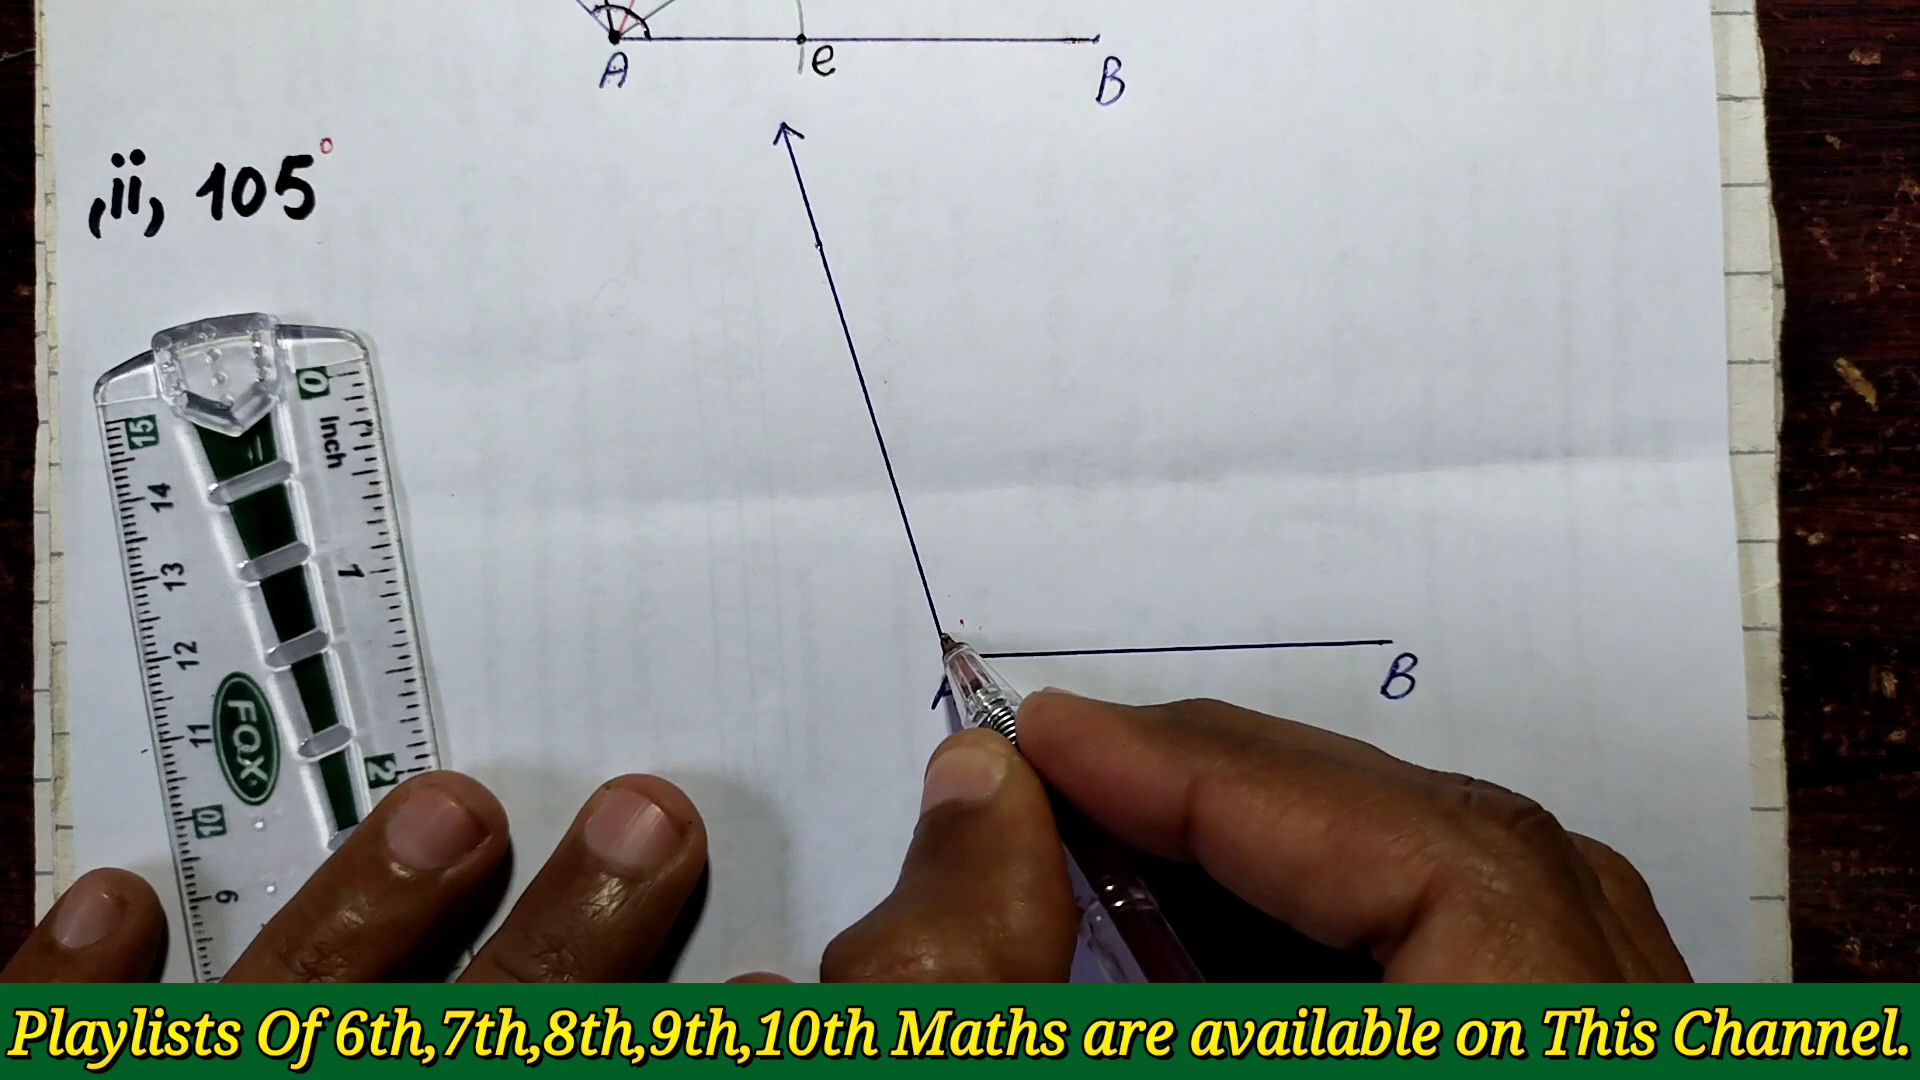 A e B
,ii, 105°
0
Inch
15
14
13
1
12
11
FOX
2
10
9
A B
Playlists Of 6th,7th,8th,9th,10th Maths are available on This Channel.